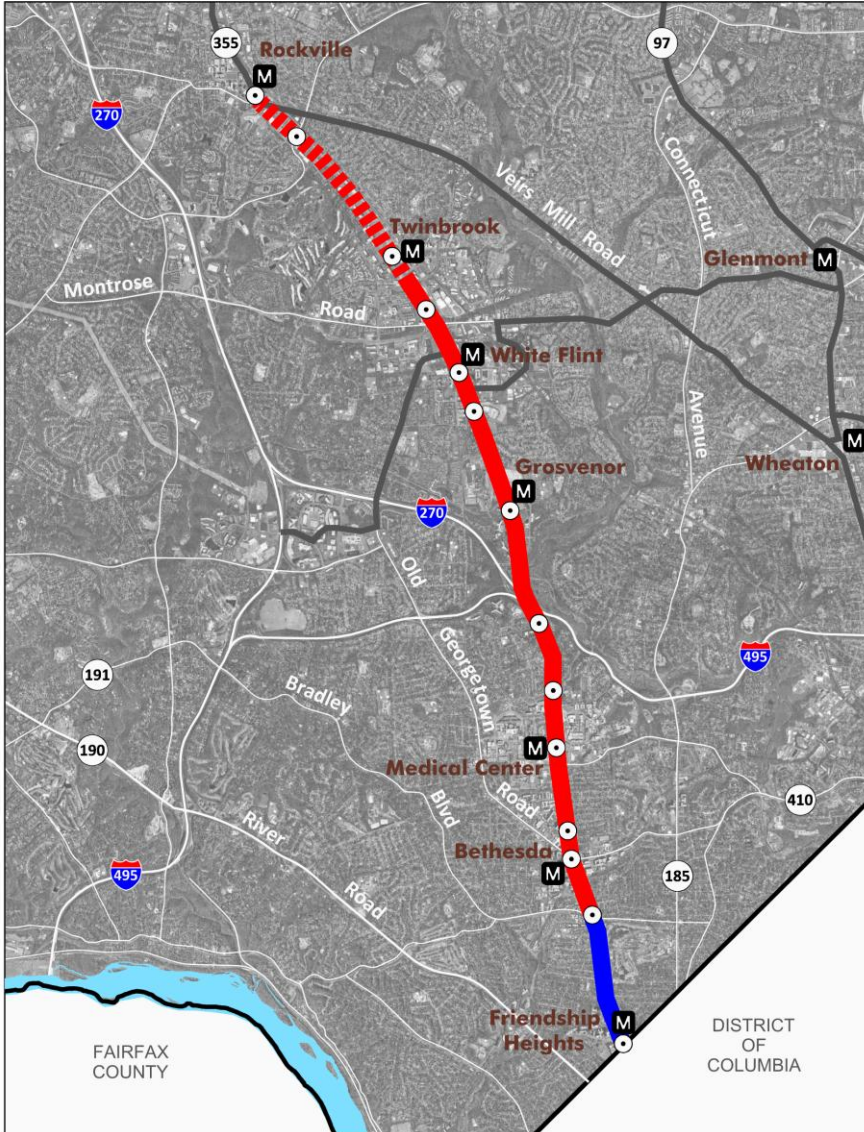 355
Rockville
M
97
270
Connecticut
Veirs Mill Road
Twinbrook
M
Glenmont
M
Montrose
Road
M
White Flint
Avenue
M
Wheaton
Grosvenor
M
270
Old
Georgetown
495
191
Bradley
190
M
Medical Center
Road
Blvd
410
River
Bethesda
M
495
185
Road
Friendship
Heights
M
DISTRICT
OF
COLUMBIA
FAIRFAX
COUNTY